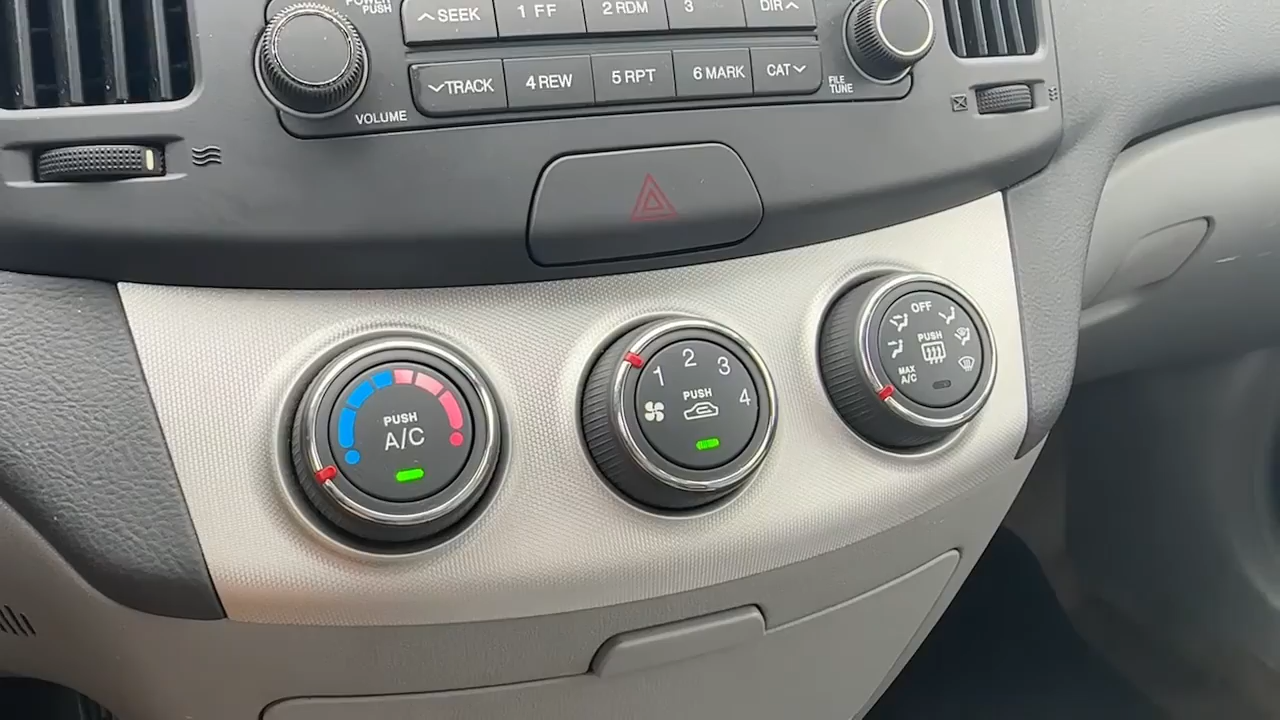 POWER
PUSH
VOLUME
SEEK
1 FF
2 RDM
3
DIR
TRACK
4 REW
5 RPT
6 MARK
CAT
FILE
TUNE
PUSH
A/C
1
2
3
4
PUSH
OFF
PUSH
MAX
A/C